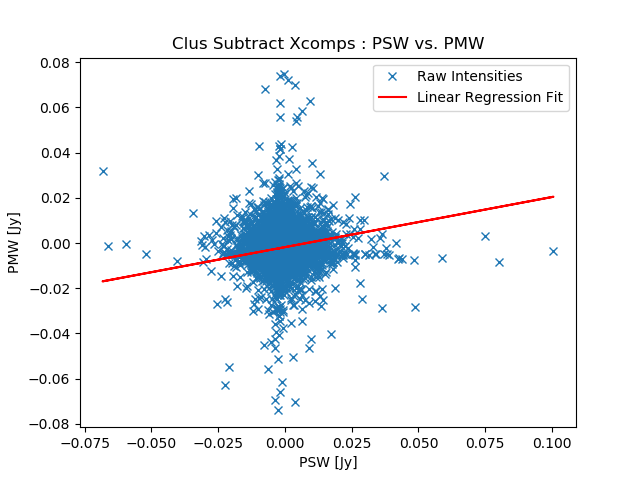 Clus Subtract Xcomps : PSW vs. PMW
Raw Intensities
Linear Regression Fit
PMW [Jy]
0.08
0.06
0.04
0.02
0.00
−0.02
−0.04
−0.06
−0.08
−0.075 −0.050 −0.025 0.000 0.025 0.050 0.075 0.100
PSW [Jy]